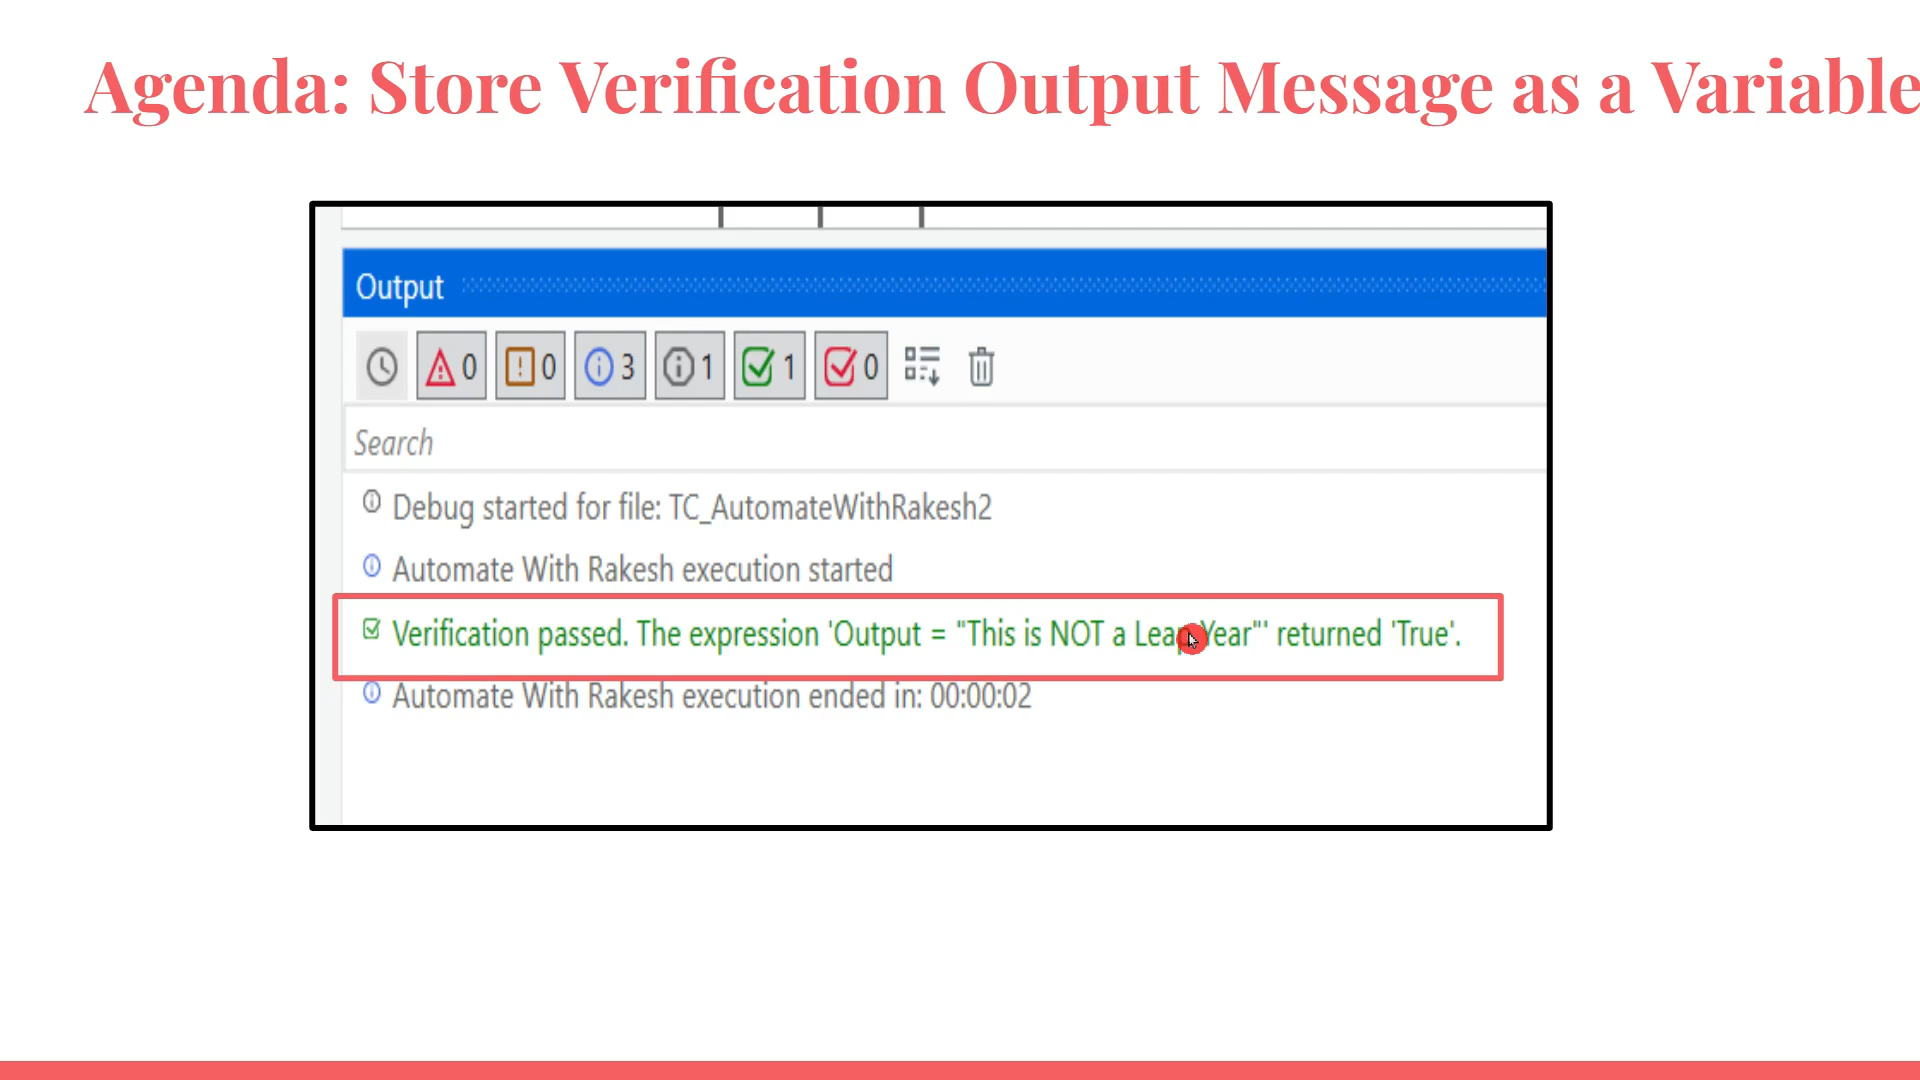 Agenda: Store Verification Output Message as a Variable
Output
0 0 3 1 1 0
Search
Debug started for file: TC_AutomateWithRakesh2
Automate With Rakesh execution started
Verification passed. The expression 'Output = "This is NOT a Leap Year"' returned 'True'.
Automate With Rakesh execution ended in: 00:00:02